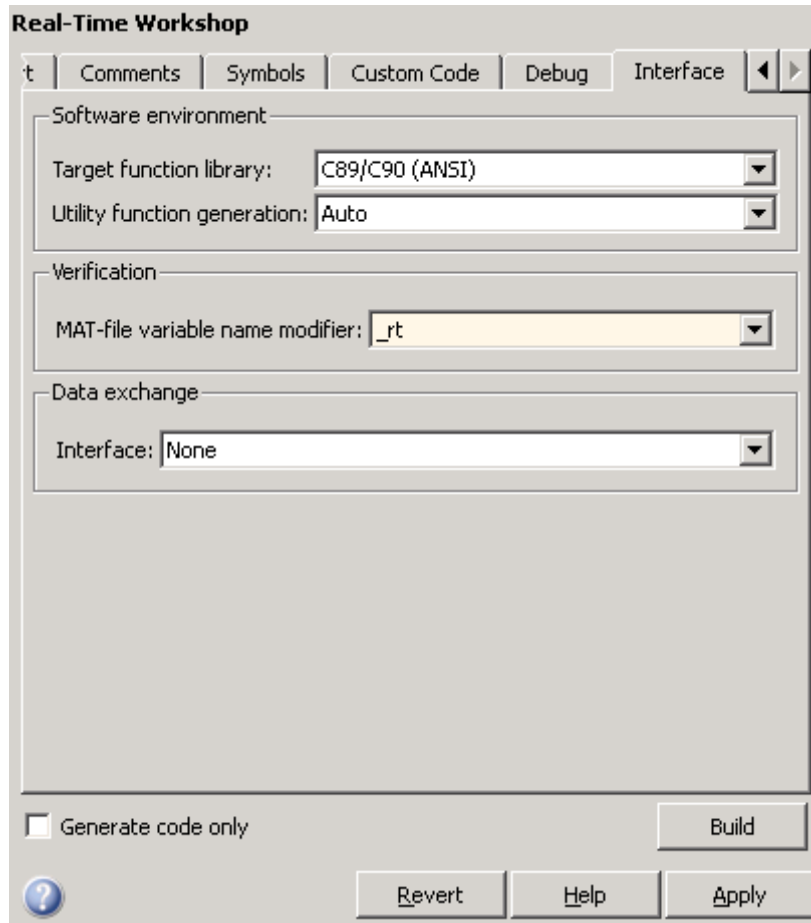 Real-Time Workshop
t Comments Symbols Custom Code Debug Interface
Software environment
Target function library: C89/C90 (ANSI)
Utility function generation: Auto
Verification
MAT-file variable name modifier: _rt
Data exchange
Interface: None
Generate code only Build
? Revert Help Apply